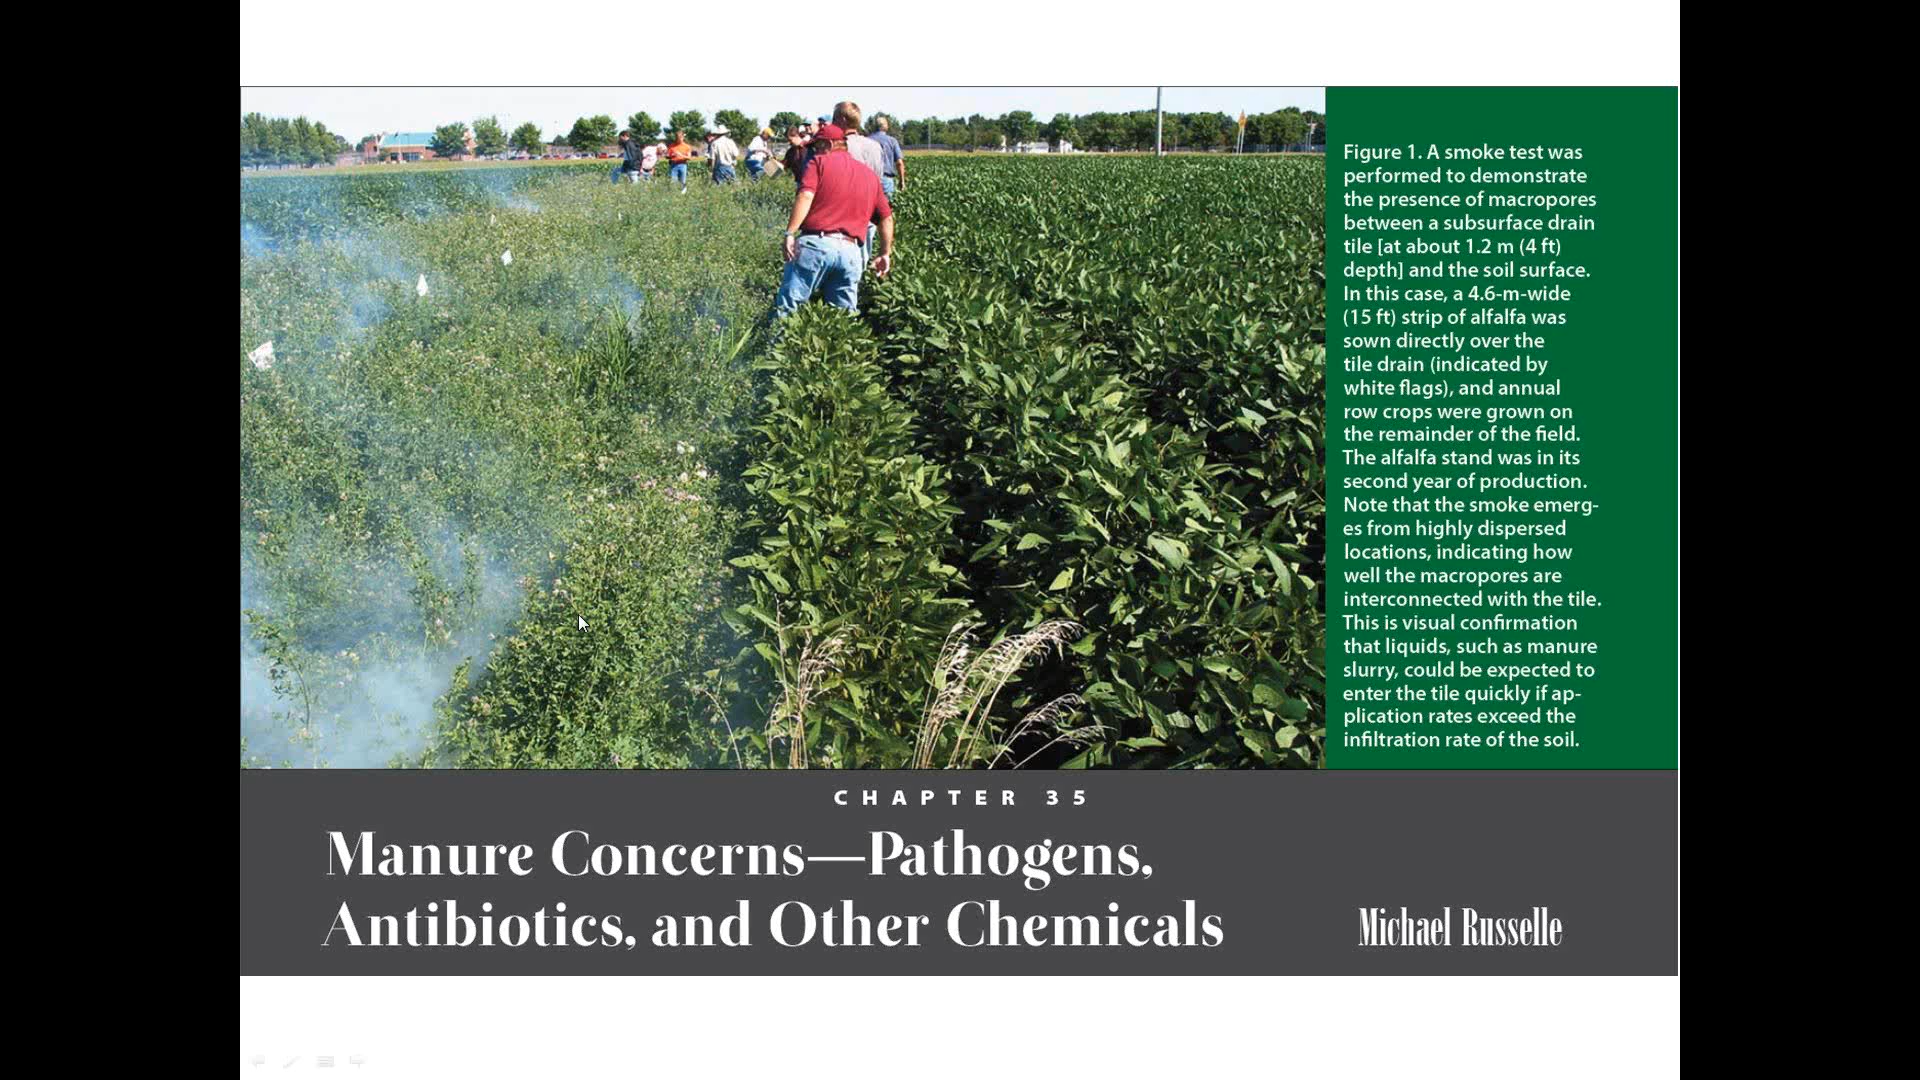 Figure 1. A smoke test was
performed to demonstrate
the presence of macropores
between a subsurface drain
tile [at about 1.2 m (4 ft)
depth] and the soil surface.
In this case, a 4.6-m-wide
(15 ft) strip of alfalfa was
sown directly over the
tile drain (indicated by
white flags), and annual
row crops were grown on
the remainder of the field.
The alfalfa stand was in its
second year of production.
Note that the smoke emerg-
es from highly dispersed
locations, indicating how
well the macropores are
interconnected with the tile.
This is visual confirmation
that liquids, such as manure
slurry, could be expected to
enter the tile quickly if ap-
plication rates exceed the
infiltration rate of the soil.
CHAPTER 35
Manure Concerns—Pathogens,
Antibiotics, and Other Chemicals
Michael Russelle